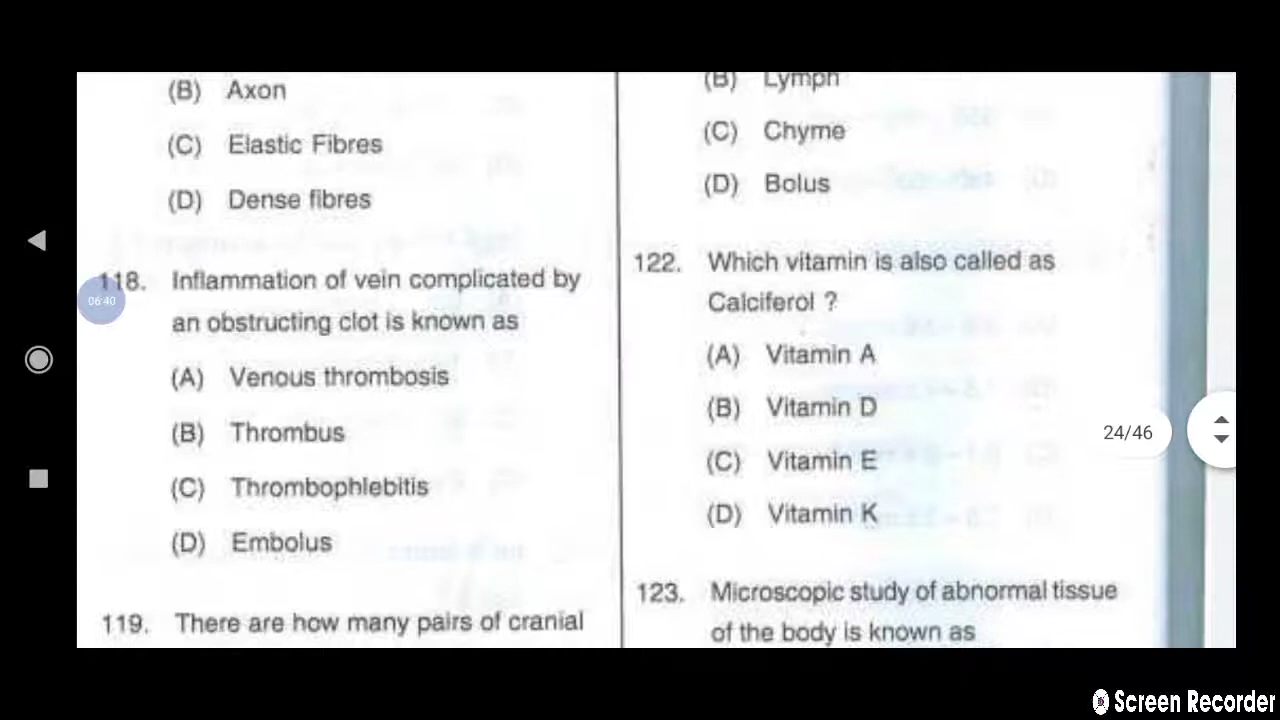 (B) Axon
(C) Elastic Fibres
(D) Dense fibres
118. Inflammation of vein complicated by
an obstructing clot is known as
(A) Venous thrombosis
(B) Thrombus
(C) Thrombophlebitis
(D) Embolus
119. There are how many pairs of cranial
(B) Lymph
(C) Chyme
(D) Bolus
122. Which vitamin is also called as
Calciferol ?
(A) Vitamin A
(B) Vitamin D
(C) Vitamin E
(D) Vitamin K
123. Microscopic study of abnormal tissue
of the body is known as
06:40
24/46
Screen Recorder